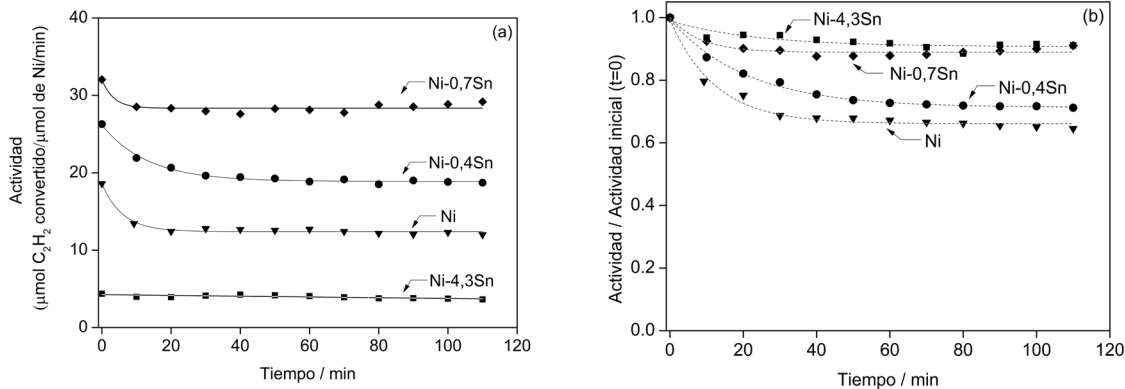 (a)
40
30
20
10
0
Ni-0,7Sn
Ni-0,4Sn
Ni
Ni-4,3Sn
0 20 40 60 80 100 120
Tiempo / min
Actividad
(μmol C₂H₂ convertido/μmol de Ni/min)
(b)
1.0
0.8
0.6
0.4
0.2
0.0
Ni-4,3Sn
Ni-0,7Sn
Ni-0,4Sn
Ni
0 20 40 60 80 100 120
Tiempo / min
Actividad / Actividad inicial (t=0)